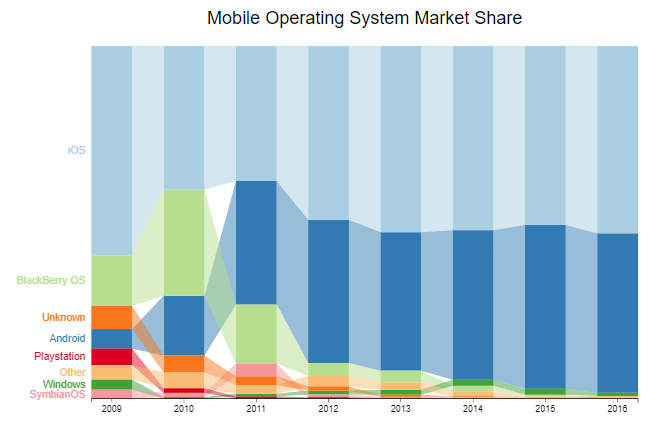 Mobile Operating System Market Share
iOS
BlackBerry OS
Unknown
Android
Playstation
Other
Windows
SymbianOS
2009 2010 2011 2012 2013 2014 2015 2016